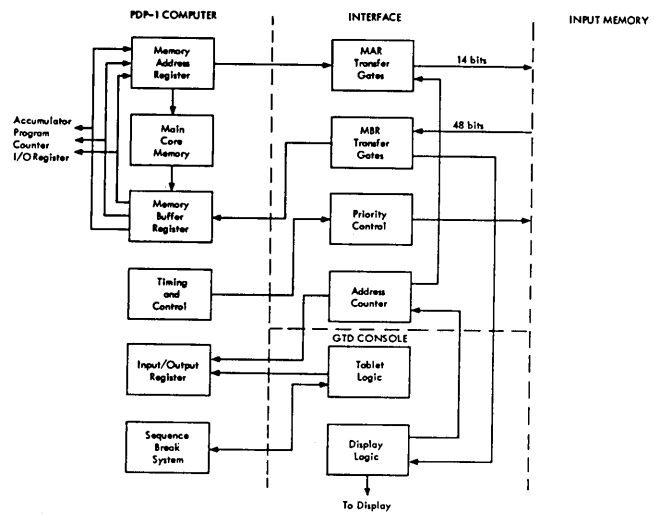 PDP-1 COMPUTER
INTERFACE
INPUT MEMORY
Memory
Address
Register
MAR
Transfer
Gates
14 bits
Accumulator
Program
Counter
I/O Register
Main
Core
Memory
MBR
Transfer
Gates
48 bits
Memory
Buffer
Register
Priority
Control
Timing
and
Control
Address
Counter
GTD CONSOLE
Input/Output
Register
Tablet
Logic
Sequence
Break
System
Display
Logic
To Display